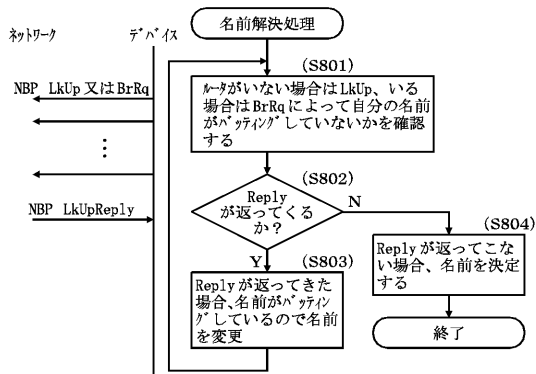 ネットワーク
デバイス
名前解決処理
(S801)
ルータがいない場合はLkUp、いる
場合はBrRqによって自分の名前
がバッティングしていないかを確認
する
NBP LkUp又はBrRq
⋮
NBP LkUpReply
(S802)
Reply
が返ってくる
か?
N
Y
(S803)
Replyが返ってきた
場合、名前がバッティン
グしているので名前
を変更
(S804)
Replyが返ってこな
い場合、名前を決定
する
終了